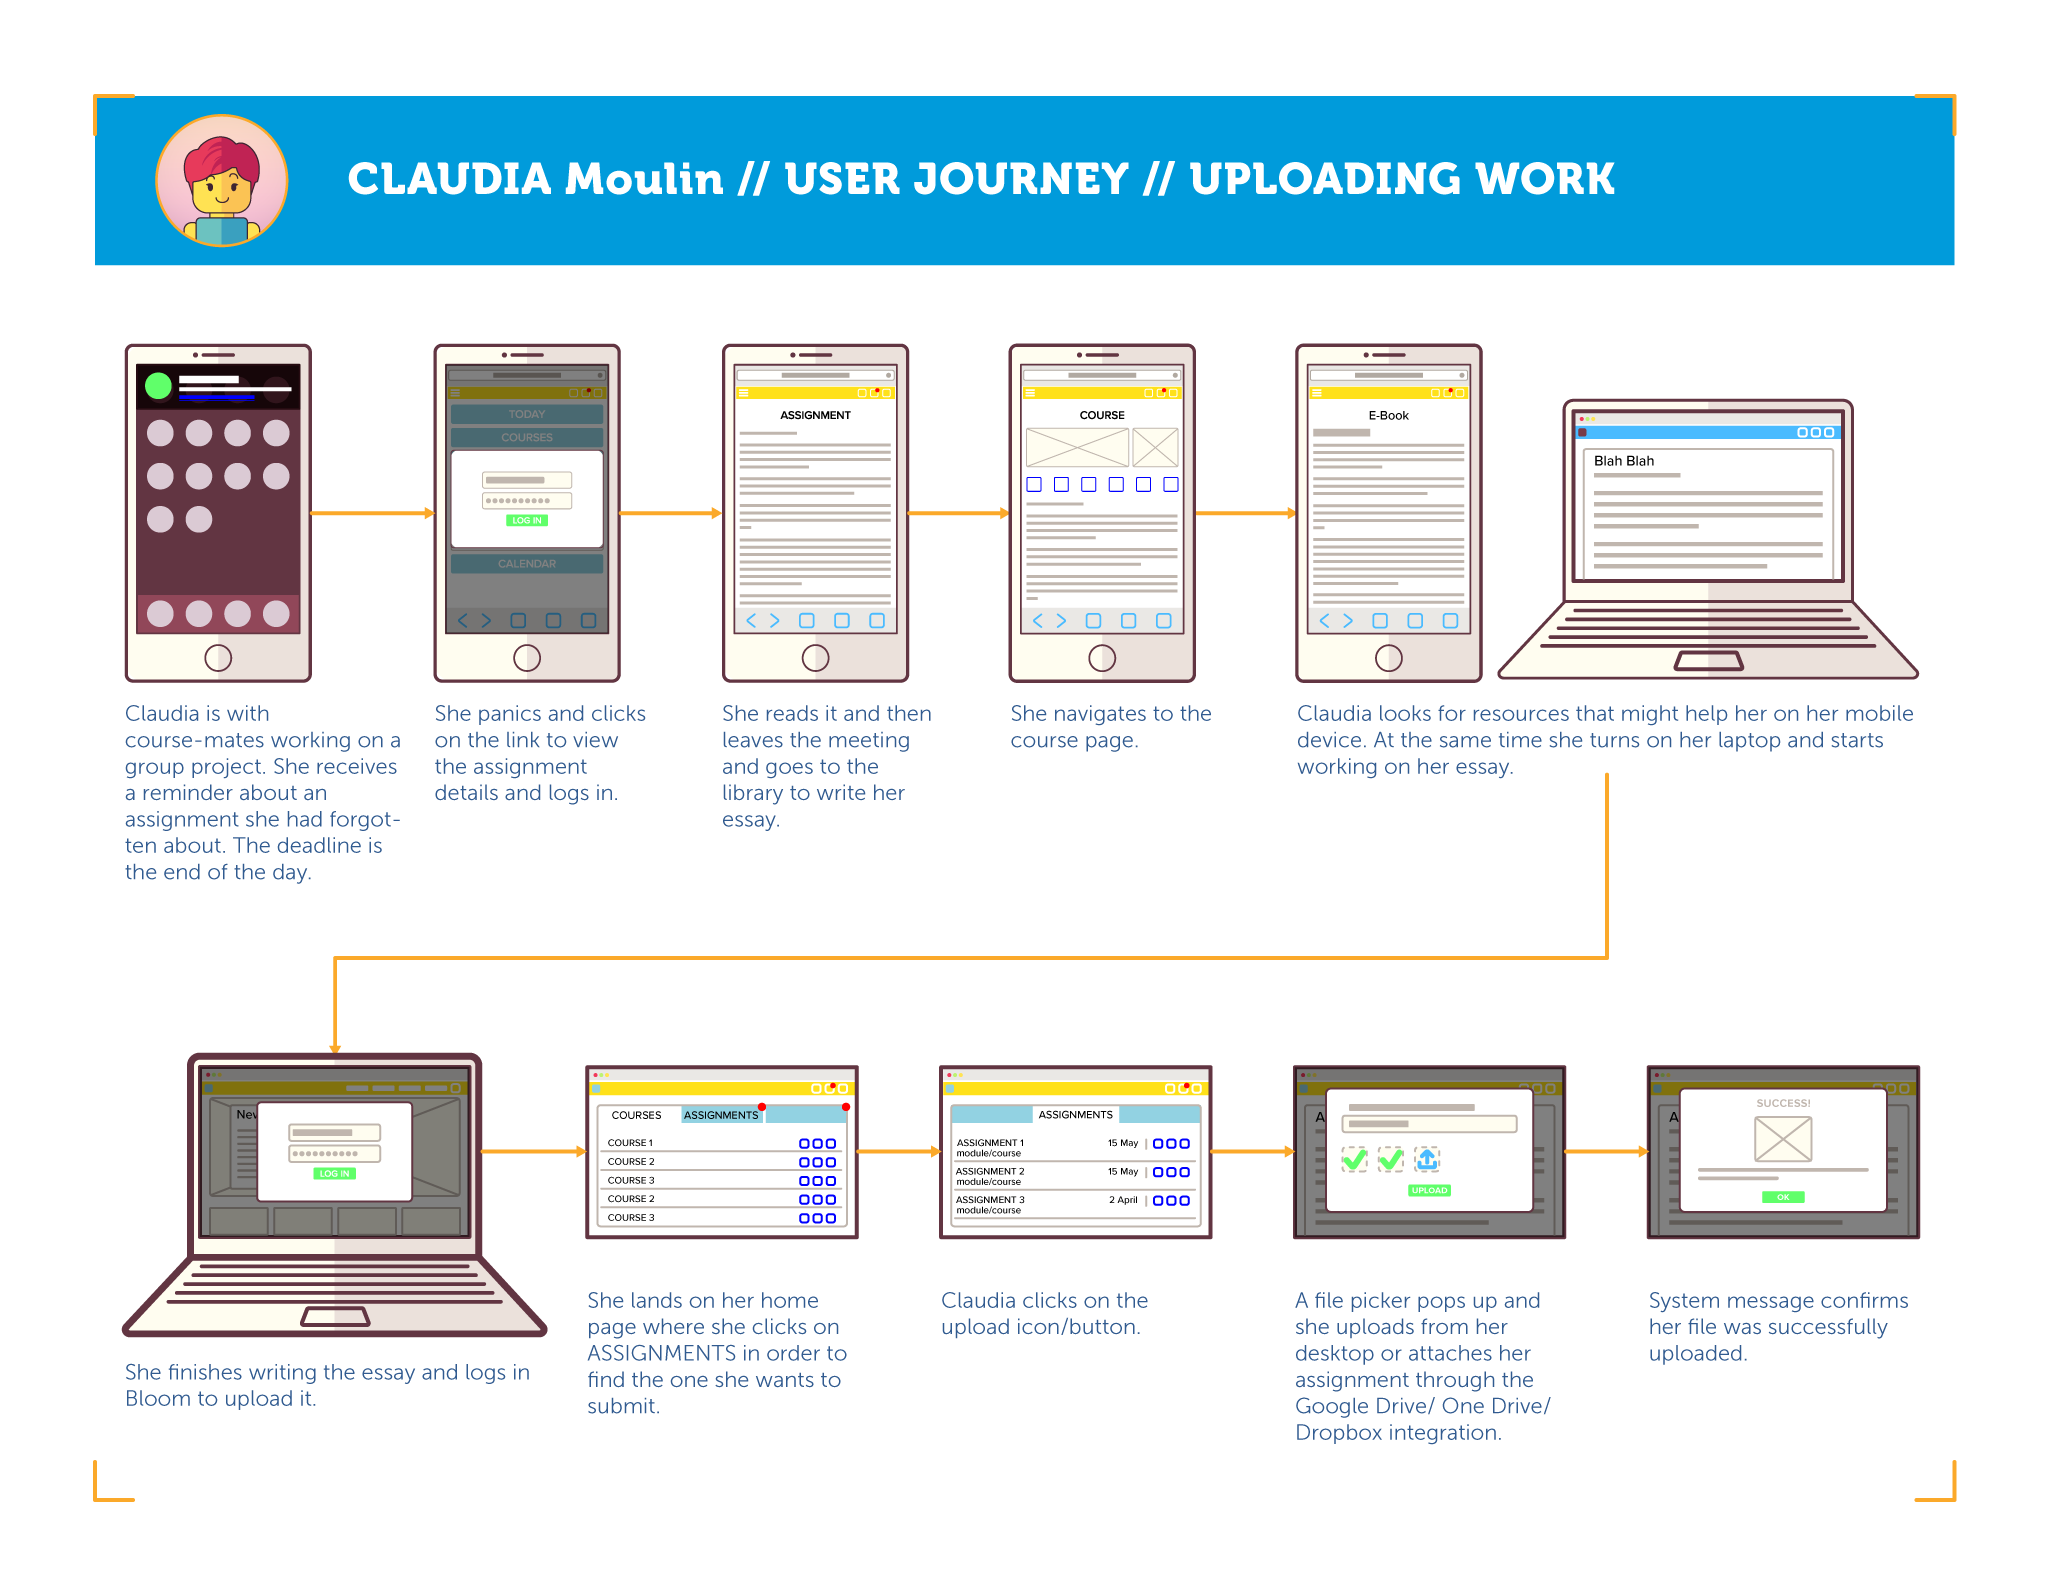 CLAUDIA Moulin // USER JOURNEY // UPLOADING WORK
TODAY
COURSES
LOG IN
CALENDAR
ASSIGNMENT
COURSE
E-Book
Blah Blah
Claudia is with
course-mates working on a
group project. She receives
a reminder about an
assignment she had forgot-
ten about. The deadline is
the end of the day.
She panics and clicks
on the link to view
the assignment
details and logs in.
She reads it and then
leaves the meeting
and goes to the
library to write her
essay.
She navigates to the
course page.
Claudia looks for resources that might help her on her mobile
device. At the same time she turns on her laptop and starts
working on her essay.
New
LOG IN
She finishes writing the essay and logs in
Bloom to upload it.
COURSES
ASSIGNMENTS
COURSE 1
COURSE 2
COURSE 3
COURSE 2
COURSE 3
She lands on her home
page where she clicks on
ASSIGNMENTS in order to
find the one she wants to
submit.
ASSIGNMENTS
ASSIGNMENT 1 15 May |
module/course
ASSIGNMENT 2 15 May |
module/course
ASSIGNMENT 3 2 April |
module/course
Claudia clicks on the
upload icon/button.
A
UPLOAD
A file picker pops up and
she uploads from her
desktop or attaches her
assignment through the
Google Drive/ One Drive/
Dropbox integration.
A
SUCCESS!
OK
System message confirms
her file was successfully
uploaded.